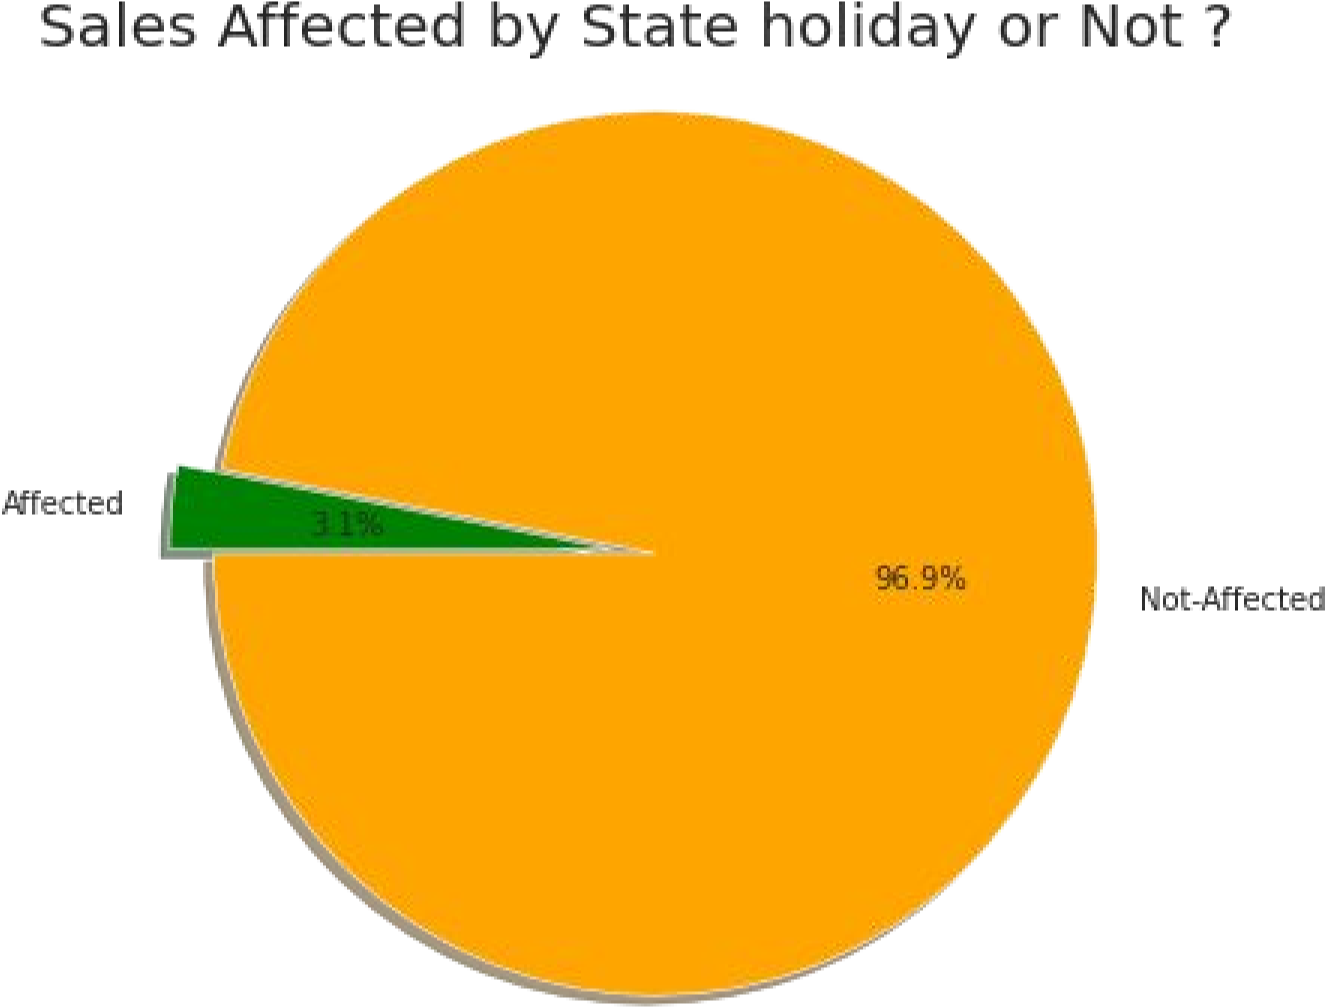 Sales Affected by State holiday or Not ?
Affected
3.1%
96.9%
Not-Affected